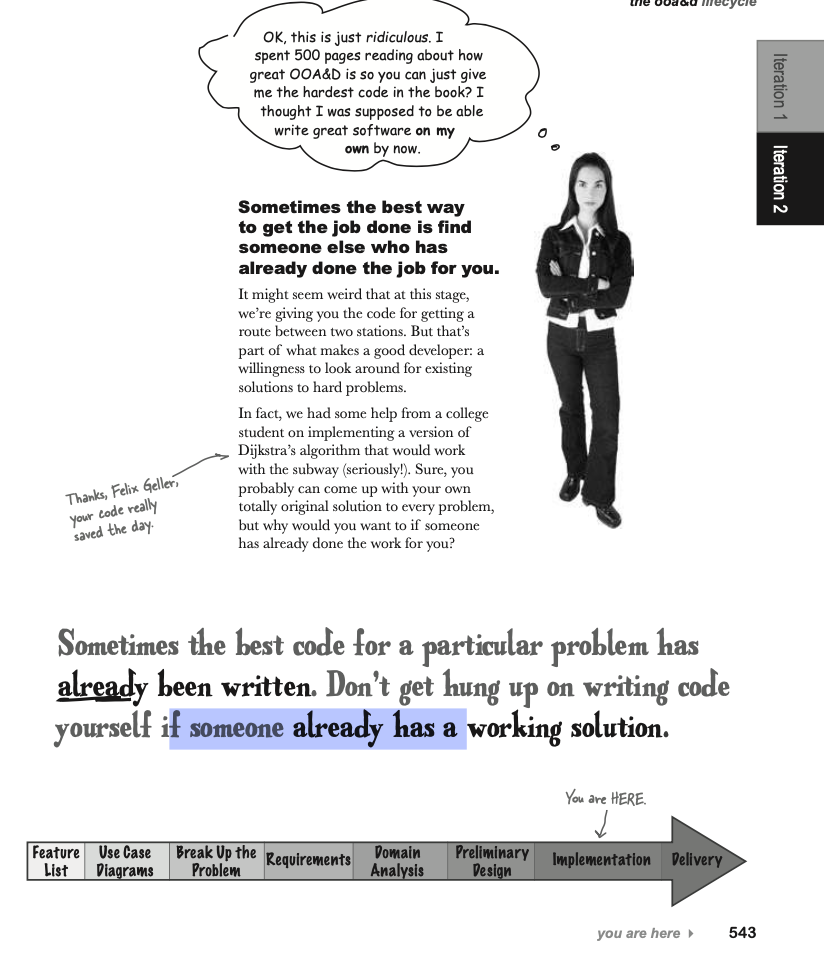 the ooa&d lifecycle
OK, this is just ridiculous. I
spent 500 pages reading about how
great OOA&D is so you can just give
me the hardest code in the book? I
thought I was supposed to be able
write great software on my
own by now.
Iteration 1
Iteration 2
Sometimes the best way
to get the job done is find
someone else who has
already done the job for you.
It might seem weird that at this stage,
we're giving you the code for getting a
route between two stations. But that's
part of what makes a good developer: a
willingness to look around for existing
solutions to hard problems.
In fact, we had some help from a college
student on implementing a version of
Dijkstra's algorithm that would work
with the subway (seriously!). Sure, you
probably can come up with your own
totally original solution to every problem,
but why would you want to if someone
has already done the work for you?
Thanks, Felix Geller,
your code really
saved the day.
Sometimes the best code for a particular problem has
already been written. Don't get hung up on writing code
yourself if someone already has a working solution.
You are HERE.
Feature
List
Use Case
Diagrams
Break Up the
Problem
Requirements
Domain
Analysis
Preliminary
Design
Implementation
Delivery
you are here
543